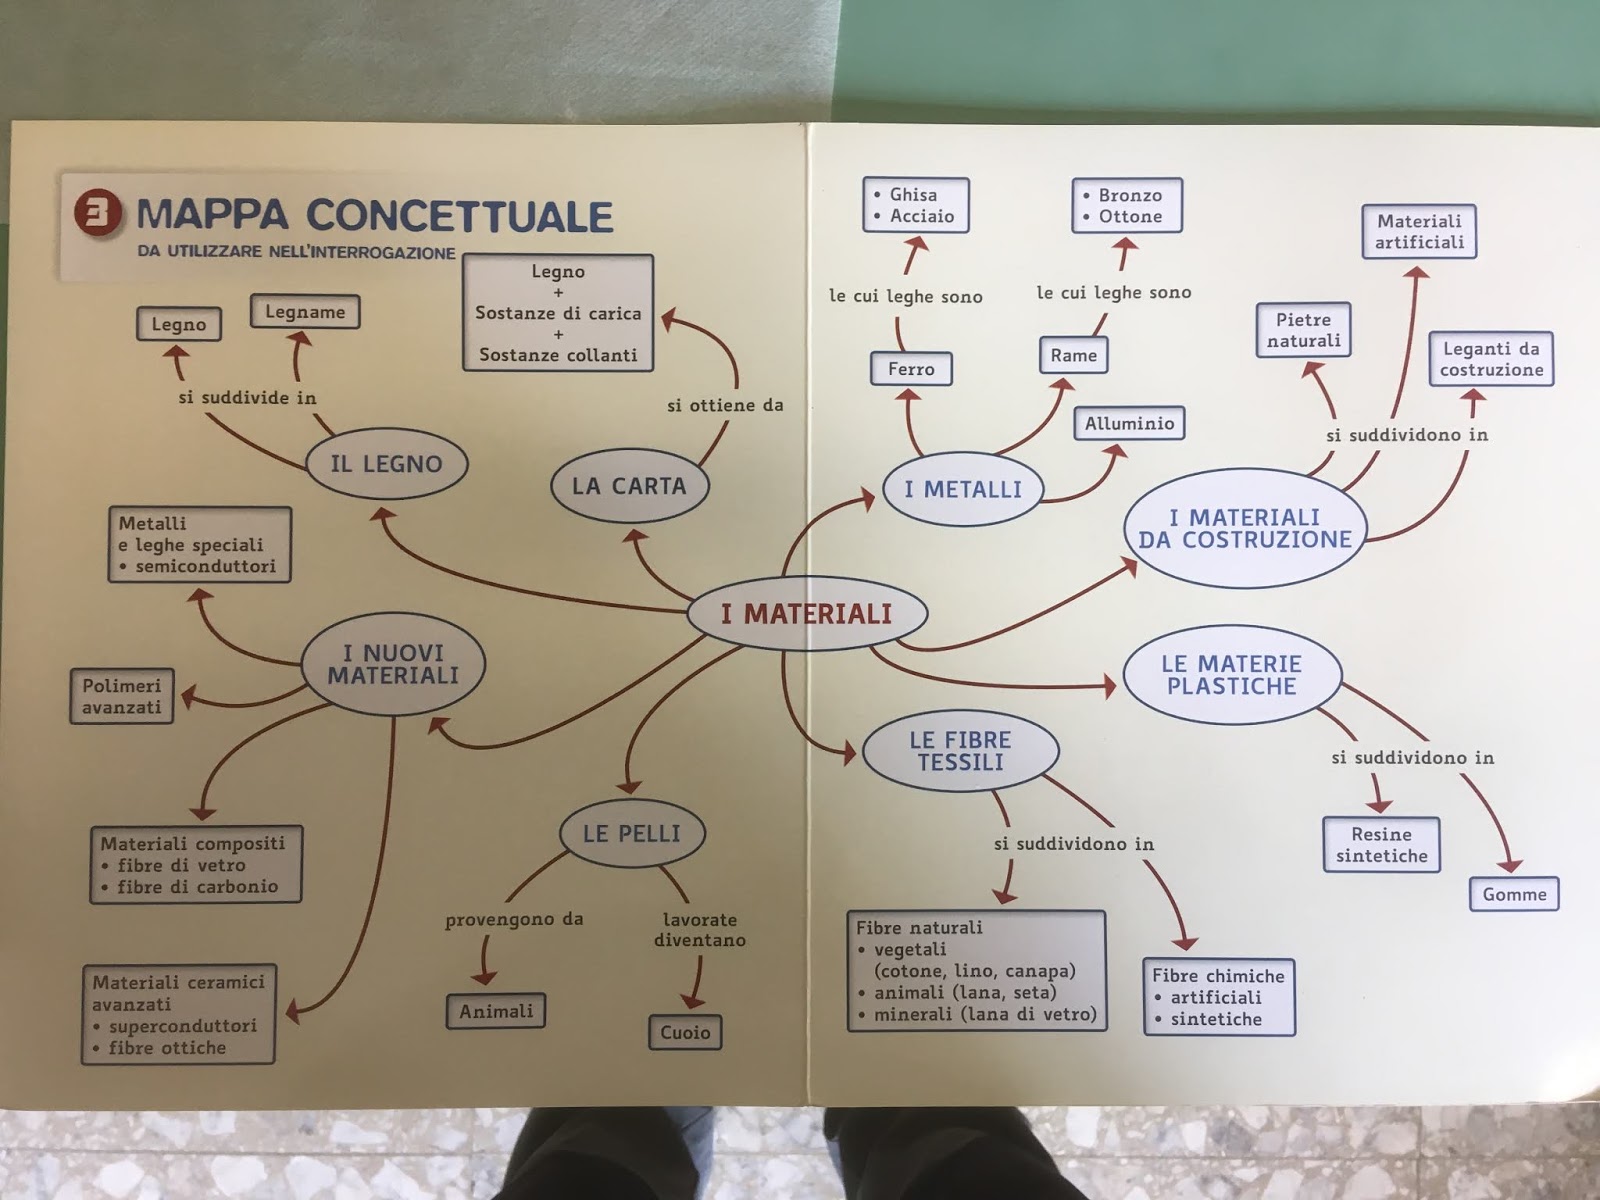 3 MAPPA CONCETTUALE
DA UTILIZZARE NELL'INTERROGAZIONE
Legno
Legname
si suddivide in
IL LEGNO
Legno
+
Sostanze di carica
+
Sostanze collanti
si ottiene da
LA CARTA
Metalli
e leghe speciali
• semiconduttori
I NUOVI
MATERIALI
Polimeri
avanzati
Materiali compositi
• fibre di vetro
• fibre di carbonio
Materiali ceramici
avanzati
• superconduttori
• fibre ottiche
LE PELLI
provengono da
Animali
lavorate
diventano
Cuoio
I MATERIALI
• Ghisa
• Acciaio
le cui leghe sono
Ferro
• Bronzo
• Ottone
le cui leghe sono
Rame
Alluminio
I METALLI
Materiali
artificiali
Pietre
naturali
Leganti da
costruzione
si suddividono in
I MATERIALI
DA COSTRUZIONE
LE MATERIE
PLASTICHE
si suddividono in
Resine
sintetiche
Gomme
LE FIBRE
TESSILI
si suddividono in
Fibre naturali
• vegetali
(cotone, lino, canapa)
• animali (lana, seta)
• minerali (lana di vetro)
Fibre chimiche
• artificiali
• sintetiche